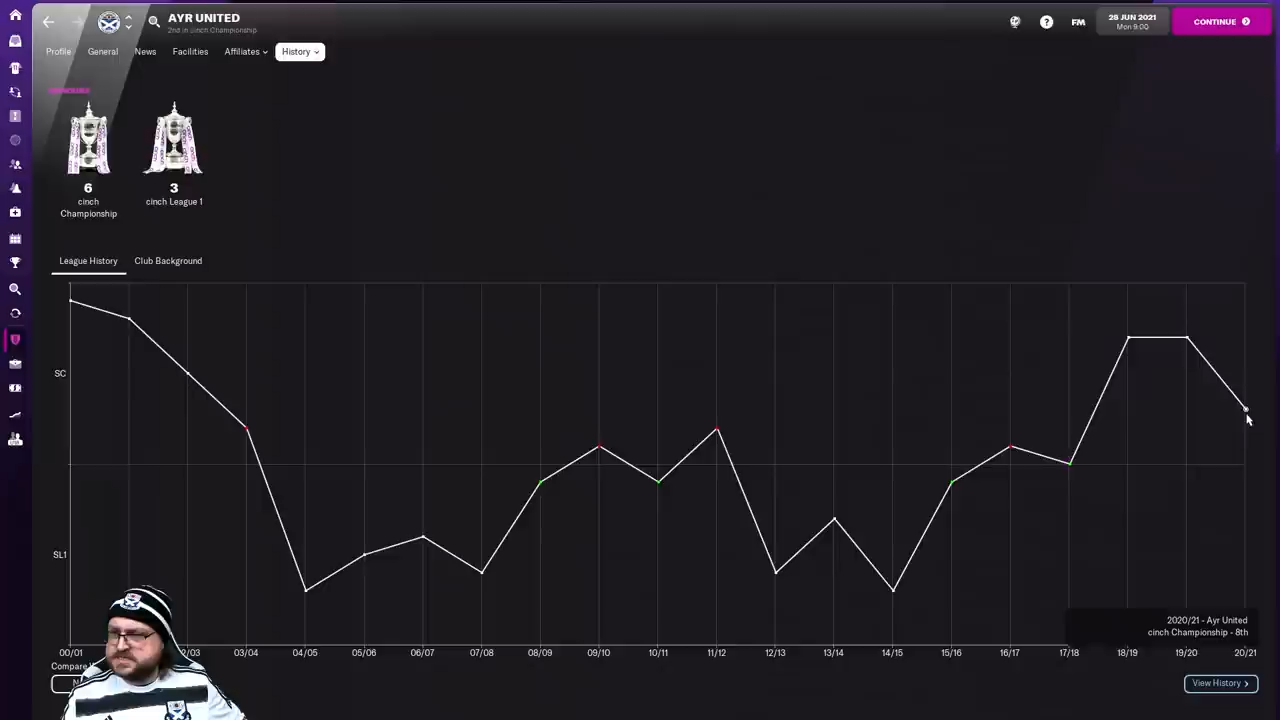 AYR UNITED
2nd in cinch Championship
FM
28 JUN 2021
Mon 9:00
CONTINUE
Profile
General
News
Facilities
Affiliates
History
6
cinch
Championship
3
cinch League 1
League History
Club Background
SC
SL1
2020/21 - Ayr United
cinch Championship - 8th
00/01
02/03
03/04
04/05
05/06
06/07
07/08
08/09
09/10
10/11
11/12
12/13
13/14
14/15
15/16
16/17
17/18
18/19
19/20
20/21
Compare
View History